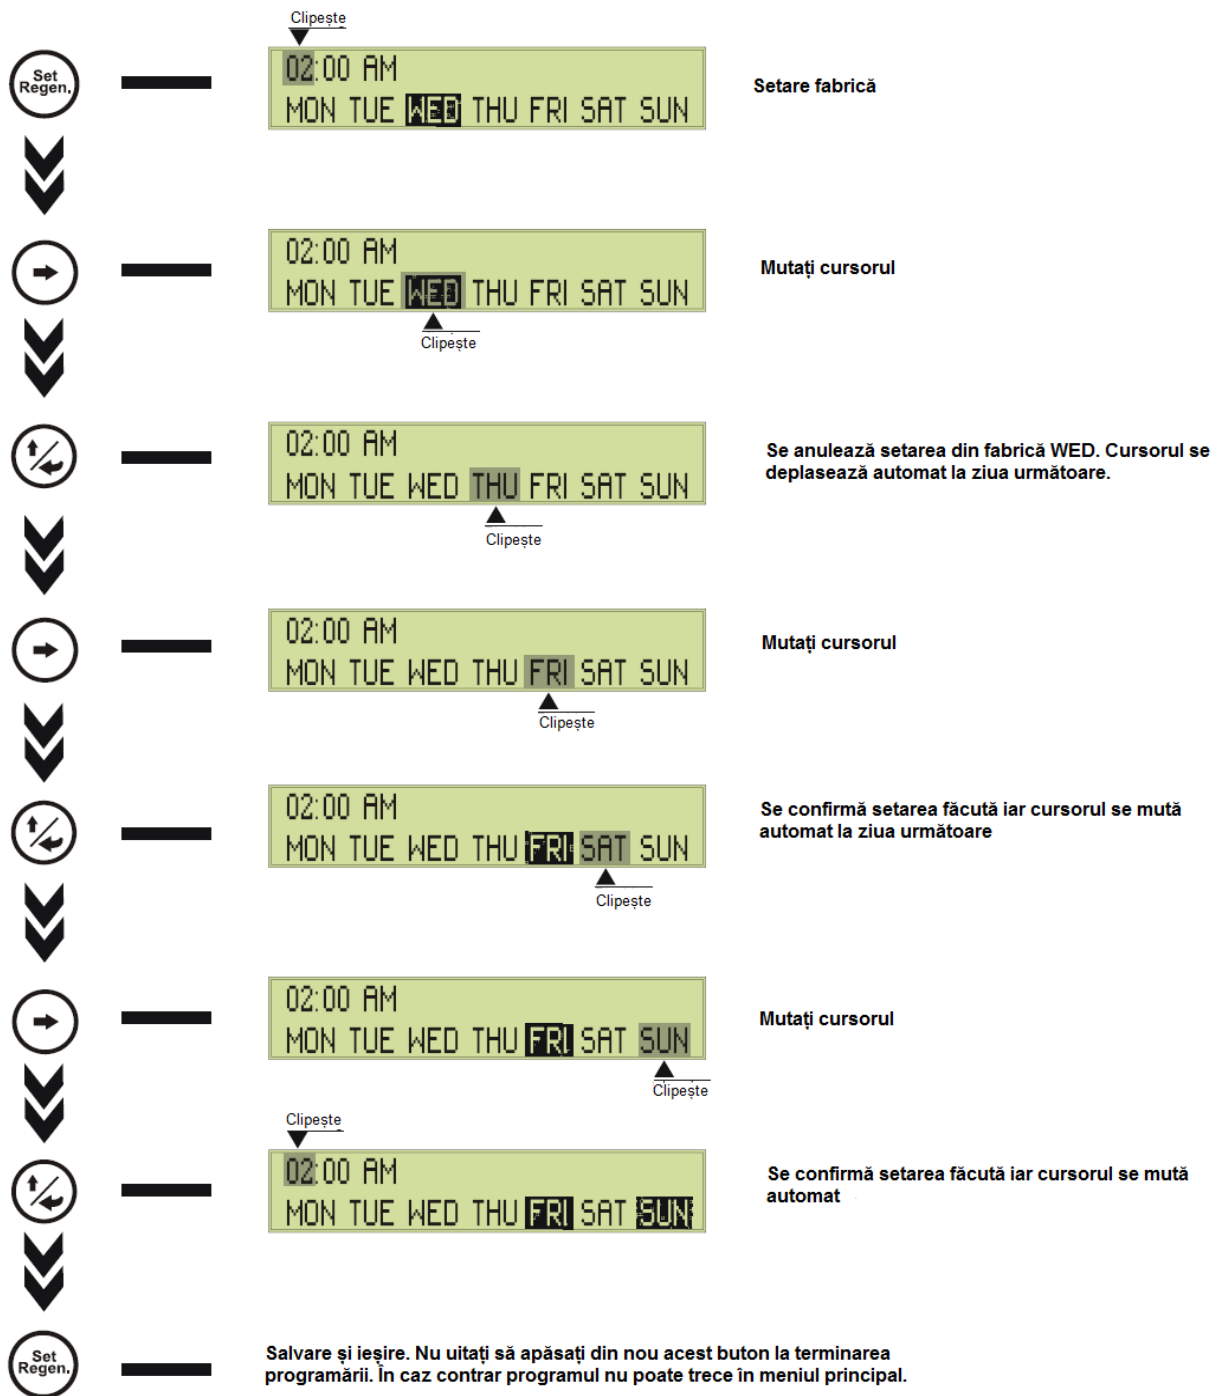 Clipește
Set
Regen.
02:00 AM
MON TUE WED THU FRI SAT SUN
Setare fabrică
02:00 AM
MON TUE WED THU FRI SAT SUN
Mutați cursorul
Clipește
02:00 AM
MON TUE WED THU FRI SAT SUN
Se anulează setarea din fabrică WED. Cursorul se
deplasează automat la ziua următoare.
Clipește
02:00 AM
MON TUE WED THU FRI SAT SUN
Mutați cursorul
Clipește
02:00 AM
MON TUE WED THU FRI SAT SUN
Se confirmă setarea făcută iar cursorul se mută
automat la ziua următoare
Clipește
02:00 AM
MON TUE WED THU FRI SAT SUN
Mutați cursorul
Clipește
Clipește
02:00 AM
MON TUE WED THU FRI SAT SUN
Se confirmă setarea făcută iar cursorul se mută
automat
Set
Regen.
Salvare și ieșire. Nu uitați să apăsați din nou acest buton la terminarea
programării. În caz contrar programul nu poate trece în meniul principal.